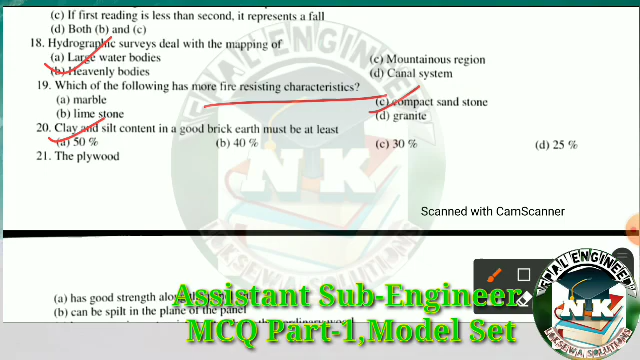 (c) If first reading is less than second, it represents a fall
(d) Both (b) and (c)
18. Hydrographic surveys deal with the mapping of
(a) Large water bodies
(c) Mountainous region
(b) Heavenly bodies
(d) Canal system
19. Which of the following has more fire resisting characteristics?
(a) marble
(c) compact sand stone
(b) lime stone
(d) granite
20. Clay and silt content in a good brick earth must be at least
(a) 50 %
(b) 40 %
(c) 30 %
(d) 25 %
21. The plywood
Scanned with CamScanner
(a) has good strength
(b) can be spilt in the plane of the panel
Assistant Sub-Engineer
MCQ Part-1,Model Set
NK